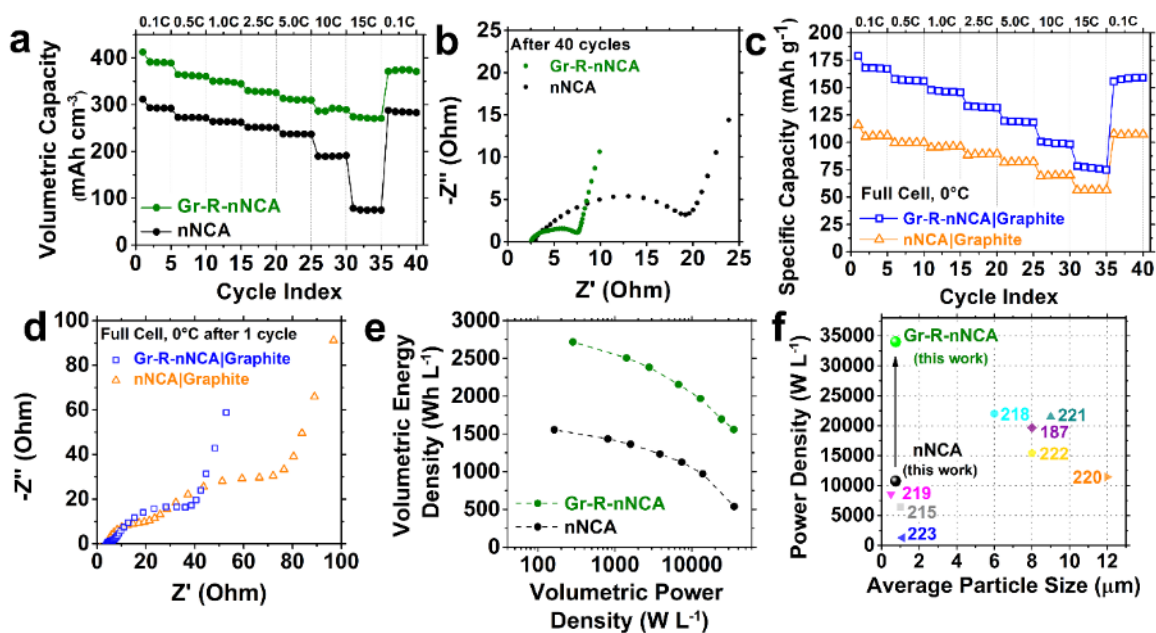 a
0.1C 0.5C 1.0C 2.5C 5.0C 10C 15C 0.1C
Volumetric Capacity
(mAh cm⁻³)
400
300
200
100
0
Gr-R-nNCA
nNCA
0 5 10 15 20 25 30 35 40
Cycle Index
b
After 40 cycles
Gr-R-nNCA
nNCA
-Z'' (Ohm)
25
20
15
10
5
0
0 5 10 15 20 25
Z' (Ohm)
c
0.1C 0.5C 1.0C 2.5C 5.0C 10C 15C 0.1C
Specific Capacity (mAh g⁻¹)
200
175
150
125
100
75
50
25
0
Full Cell, 0°C
Gr-R-nNCA|Graphite
nNCA|Graphite
0 5 10 15 20 25 30 35 40
Cycle Index
d
Full Cell, 0°C after 1 cycle
Gr-R-nNCA|Graphite
nNCA|Graphite
-Z'' (Ohm)
100
80
60
40
20
0
0 20 40 60 80 100
Z' (Ohm)
e
Volumetric Energy
Density (Wh L⁻¹)
3000
2500
2000
1500
1000
500
0
Gr-R-nNCA
nNCA
100 1000 10000
Volumetric Power
Density (W L⁻¹)
f
Power Density (W L⁻¹)
35000
30000
25000
20000
15000
10000
5000
0
Gr-R-nNCA
(this work)
218
221
187
222
nNCA
(this work)
220
219
215
223
0 2 4 6 8 10 12
Average Particle Size (μm)